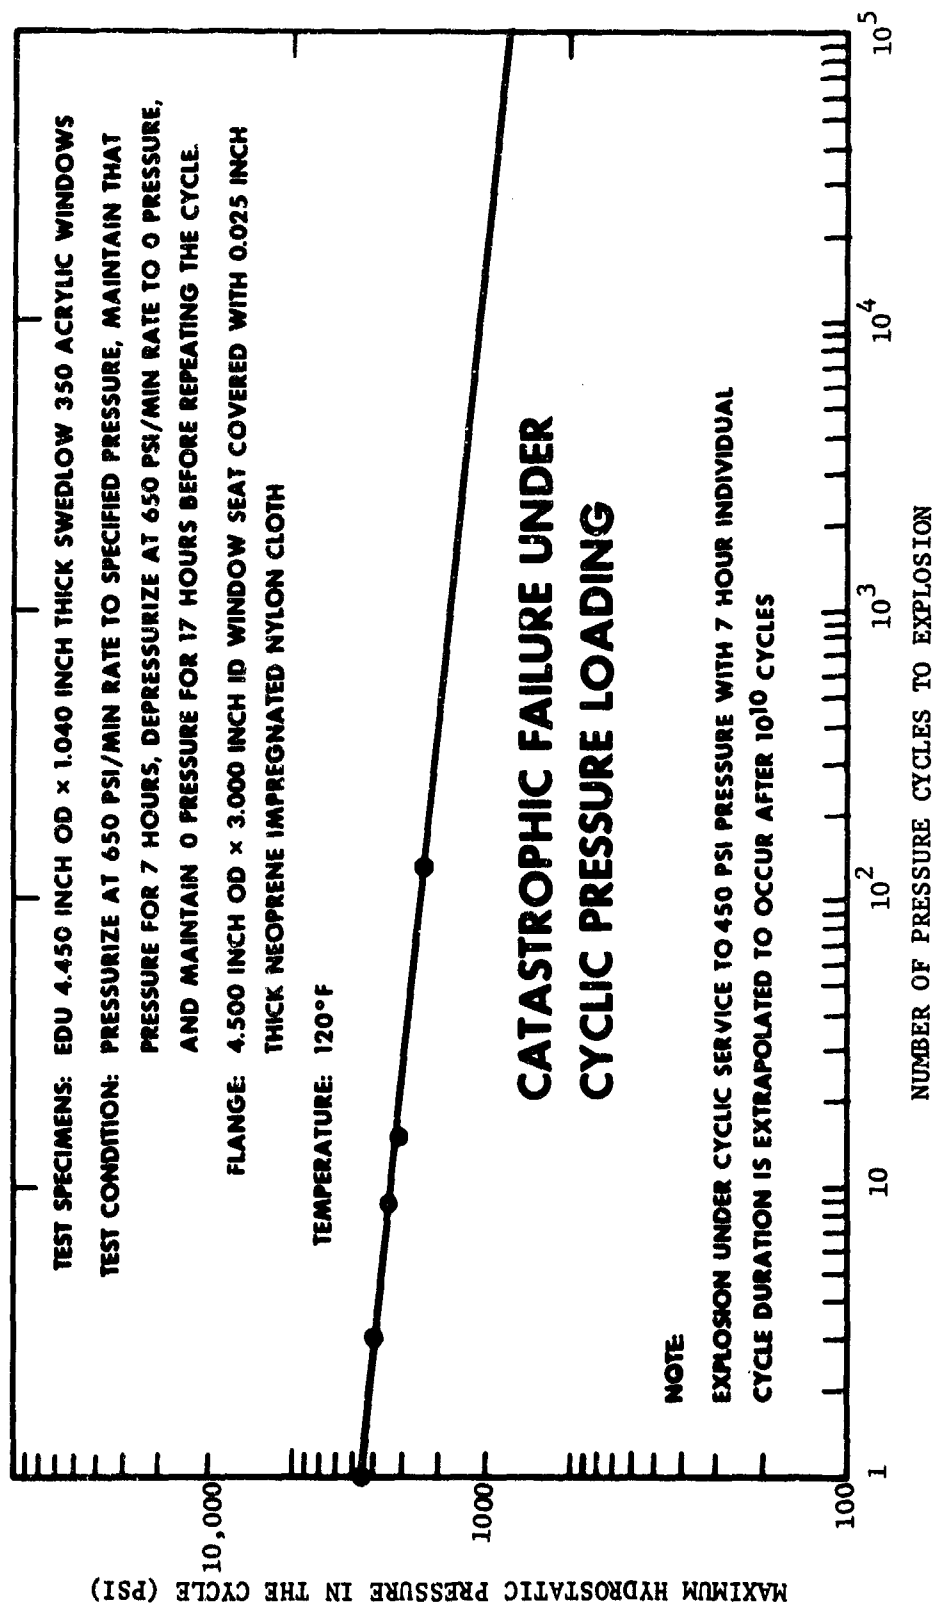 TEST SPECIMENS: EDU 4.450 INCH OD × 1.040 INCH THICK SWEDLOW 350 ACRYLIC WINDOWS
TEST CONDITION: PRESSURIZE AT 650 PSI/MIN RATE TO SPECIFIED PRESSURE, MAINTAIN THAT
PRESSURE FOR 7 HOURS, DEPRESSURIZE AT 650 PSI/MIN RATE TO 0 PRESSURE,
AND MAINTAIN 0 PRESSURE FOR 17 HOURS BEFORE REPEATING THE CYCLE.
FLANGE: 4.500 INCH OD × 3.000 INCH ID WINDOW SEAT COVERED WITH 0.025 INCH
THICK NEOPRENE IMPREGNATED NYLON CLOTH
TEMPERATURE: 120°F
CATASTROPHIC FAILURE UNDER
CYCLIC PRESSURE LOADING
NOTE:
EXPLOSION UNDER CYCLIC SERVICE TO 450 PSI PRESSURE WITH 7 HOUR INDIVIDUAL
CYCLE DURATION IS EXTRAPOLATED TO OCCUR AFTER 10¹⁰ CYCLES
MAXIMUM HYDROSTATIC PRESSURE IN THE CYCLE (PSI)
10,000
1000
100
1
10
10²
10³
10⁴
10⁵
NUMBER OF PRESSURE CYCLES TO EXPLOSION